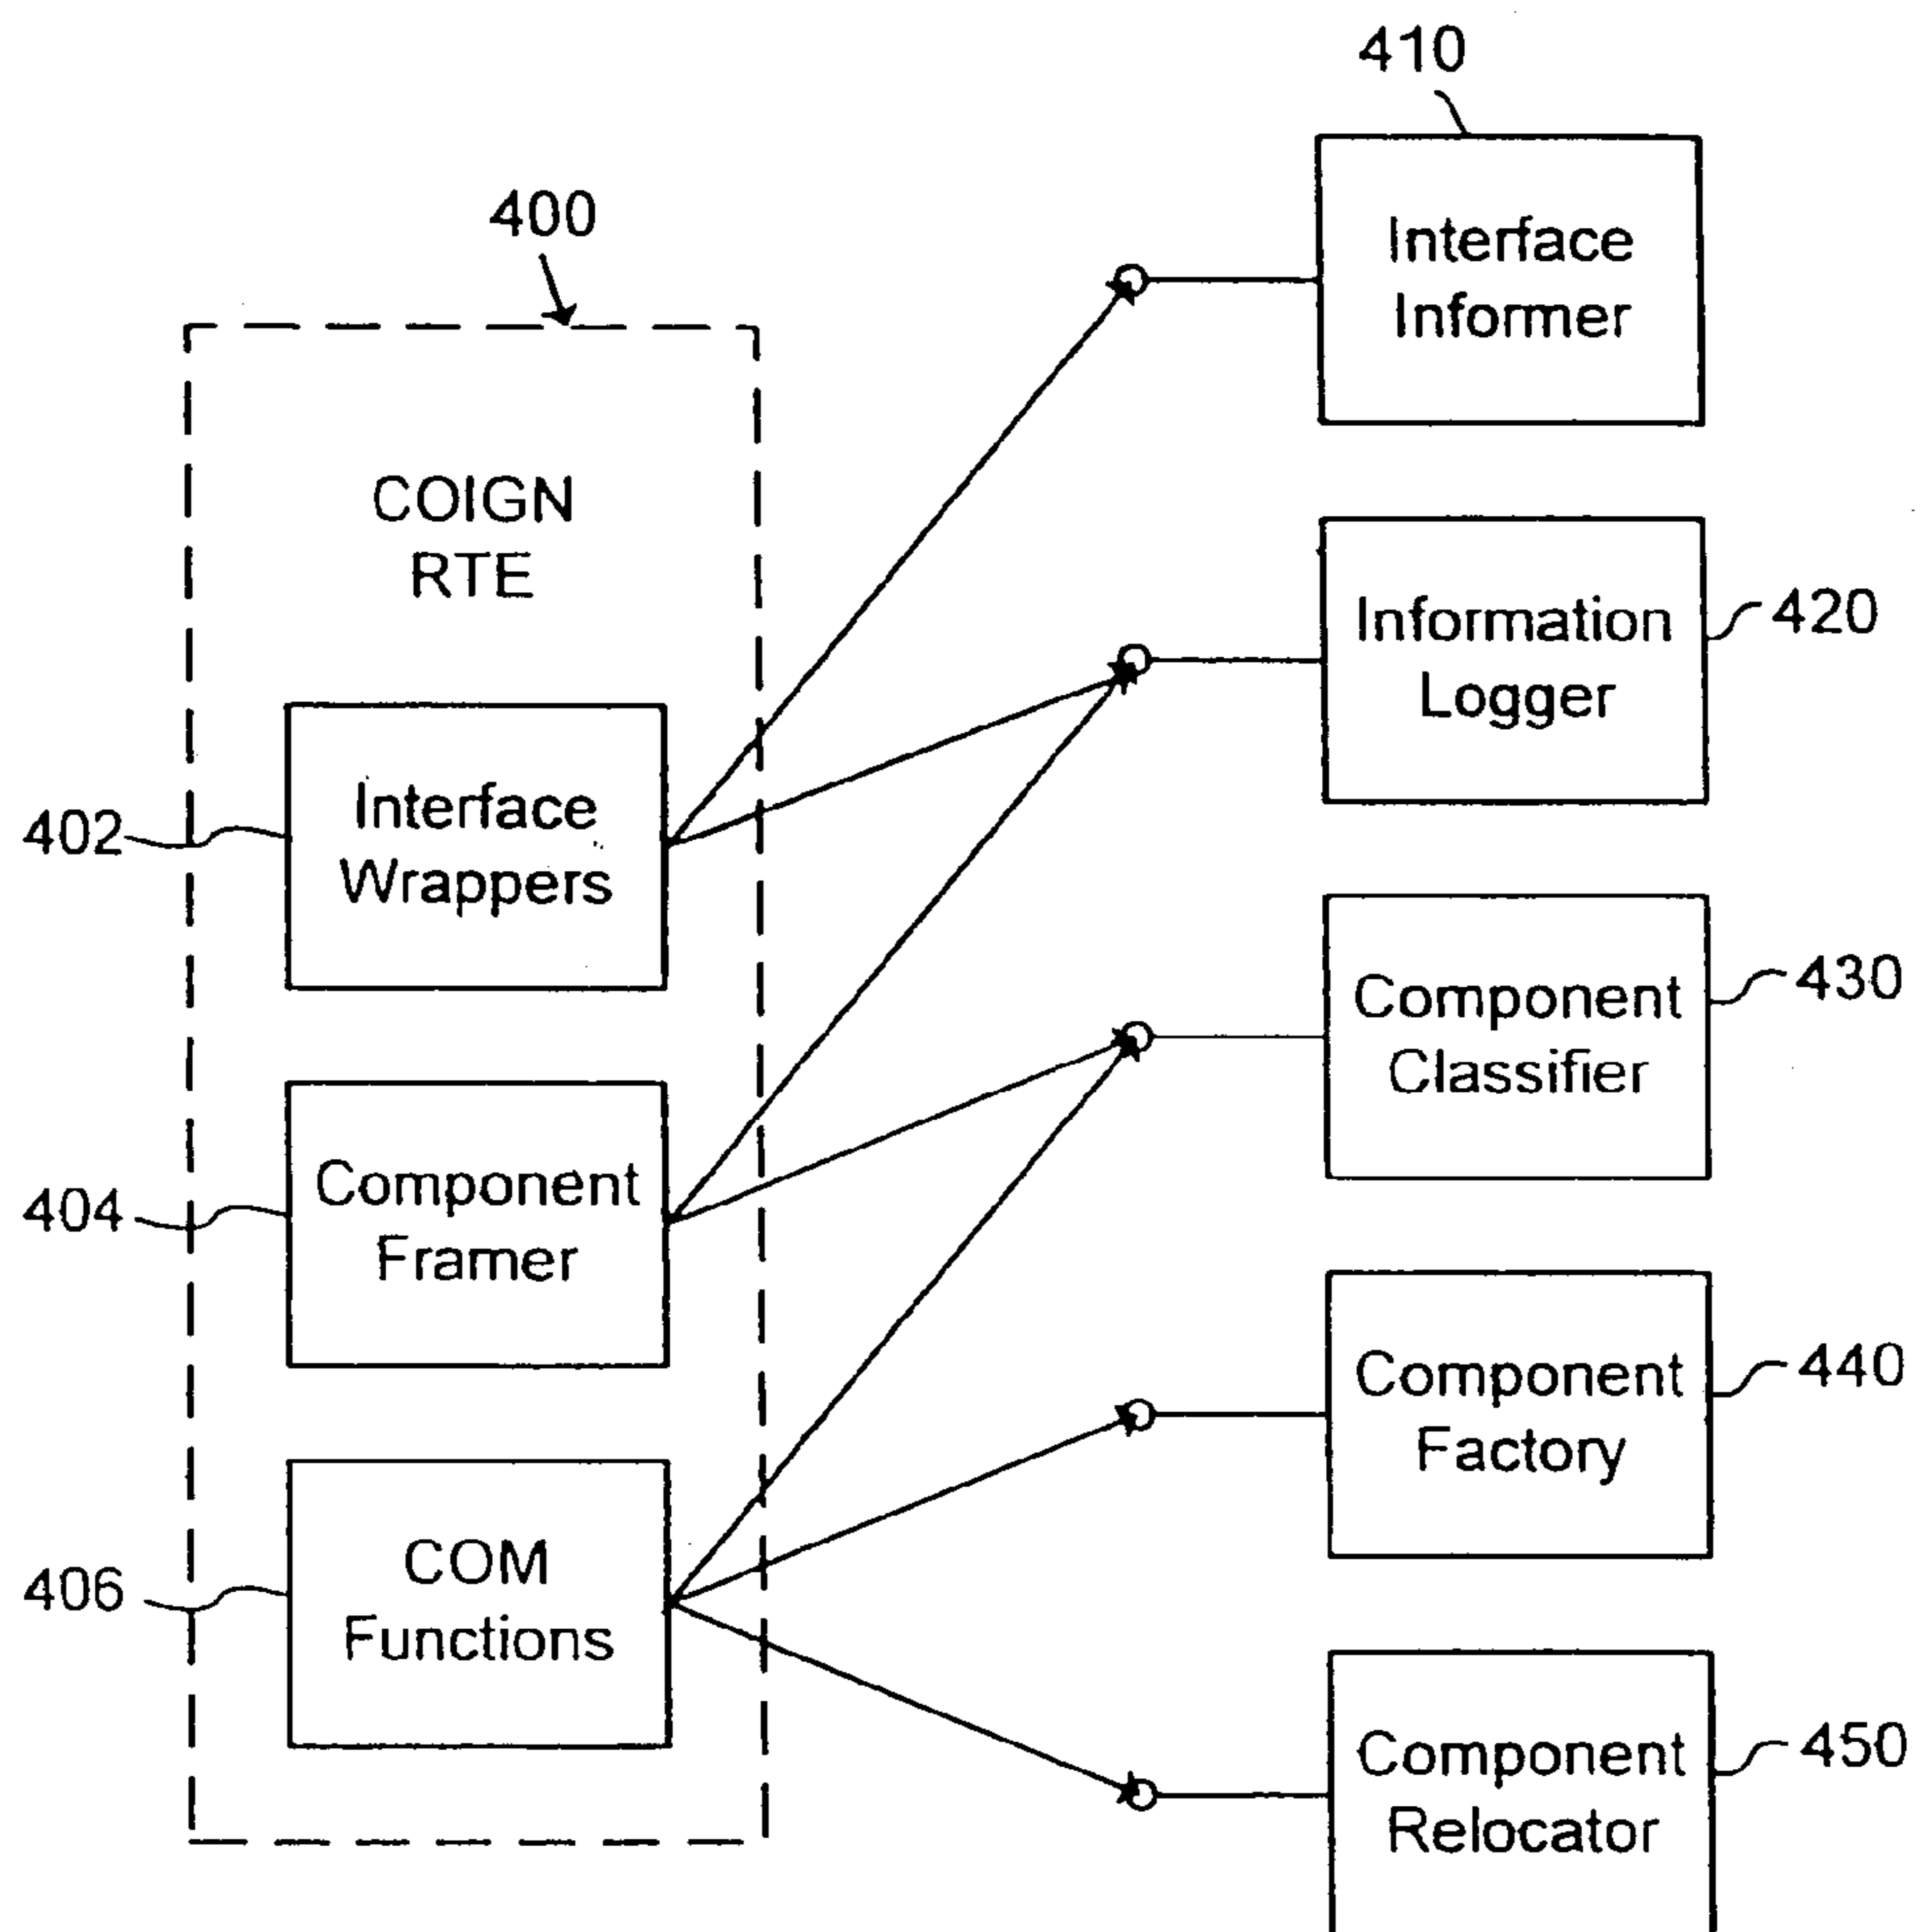 410
400
Interface
Informer
COIGN
RTE
Information
Logger
420
Interface
Wrappers
402
Component
Classifier
430
Component
Framer
404
Component
Factory
440
COM
Functions
406
Component
Relocator
450